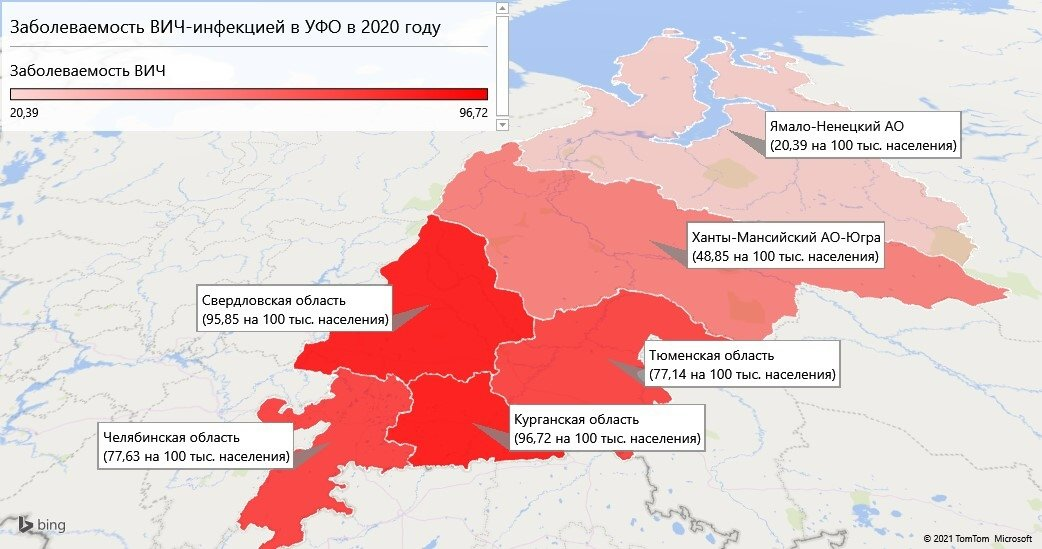 Заболеваемость ВИЧ-инфекцией в УФО в 2020 году
Заболеваемость ВИЧ
20,39
96,72
Ямало-Ненецкий АО
(20,39 на 100 тыс. населения)
Ханты-Мансийский АО-Югра
(48,85 на 100 тыс. населения)
Свердловская область
(95,85 на 100 тыс. населения)
Тюменская область
(77,14 на 100 тыс. населения)
Курганская область
(96,72 на 100 тыс. населения)
Челябинская область
(77,63 на 100 тыс. населения)
bing
© 2021 TomTom Microsoft